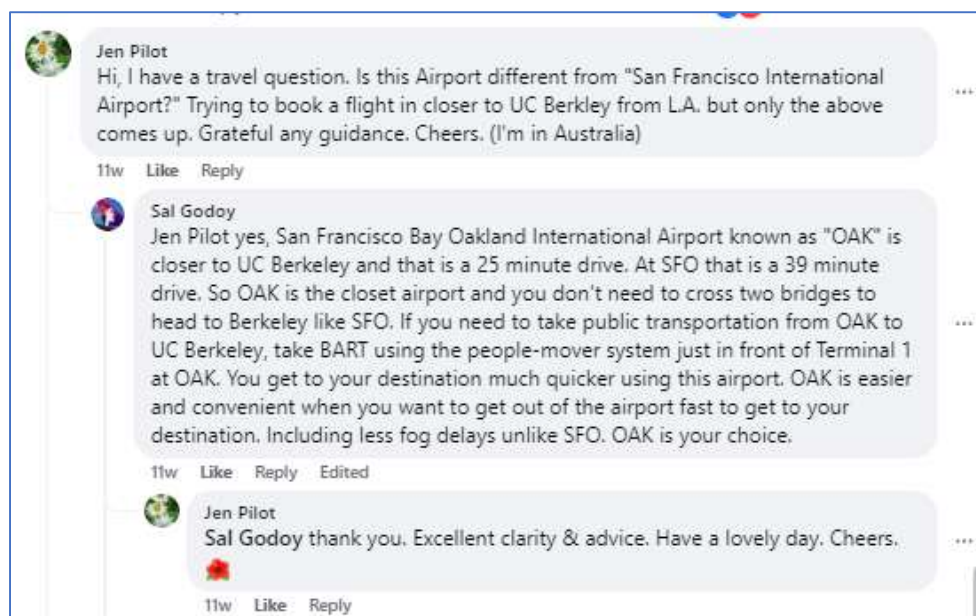 Jen Pilot
Hi, I have a travel question. Is this Airport different from "San Francisco International
Airport?" Trying to book a flight in closer to UC Berkley from L.A. but only the above
comes up. Grateful any guidance. Cheers. (I'm in Australia)
11w Like Reply
Sal Godoy
Jen Pilot yes, San Francisco Bay Oakland International Airport known as "OAK" is
closer to UC Berkeley and that is a 25 minute drive. At SFO that is a 39 minute
drive. So OAK is the closet airport and you don't need to cross two bridges to
head to Berkeley like SFO. If you need to take public transportation from OAK to
UC Berkeley, take BART using the people-mover system just in front of Terminal 1
at OAK. You get to your destination much quicker using this airport. OAK is easier
and convenient when you want to get out of the airport fast to get to your
destination. Including less fog delays unlike SFO. OAK is your choice.
11w Like Reply Edited
Jen Pilot
Sal Godoy thank you. Excellent clarity & advice. Have a lovely day. Cheers.
11w Like Reply